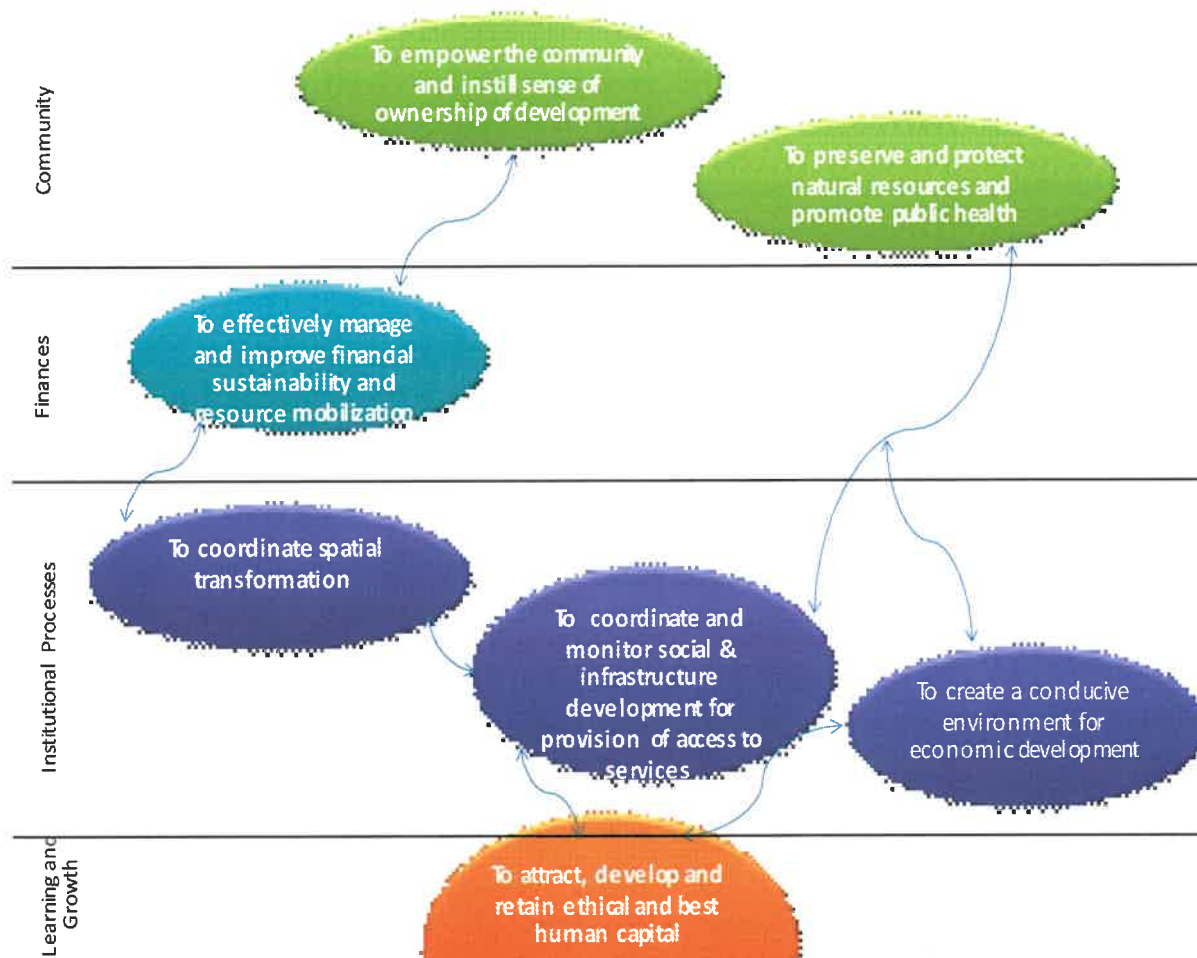 Community
To empower the community
and instill sense of
ownership of development
To preserve and protect
natural resources and
promote public health
Finances
To effectively manage
and improve financial
sustainability and
resource mobilization
Institutional Processes
To coordinate spatial
transformation
To coordinate and
monitor social &
infrastructure
development for
provision of access to
services
To create a conducive
environment for
economic development
Learning and
Growth
To attract, develop and
retain ethical and best
human capital